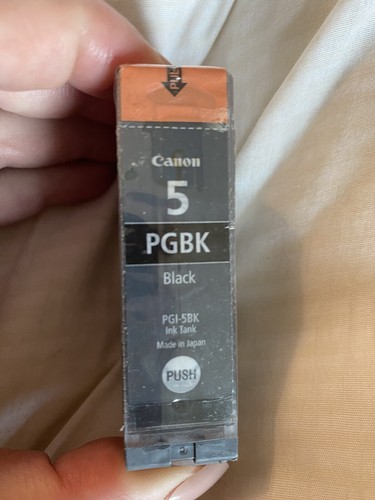 PULL
Canon
5
PGBK
Black
PGI-5BK
Ink Tank
Made in Japan
PUSH